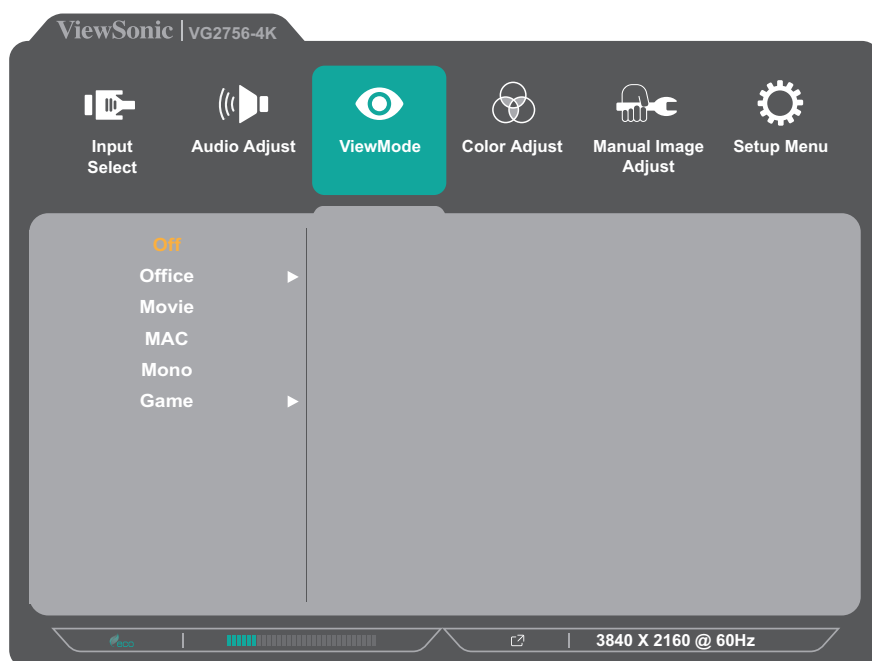 ViewSonic | VG2756-4K
Input
Select
Audio Adjust
ViewMode
Color Adjust
Manual Image
Adjust
Setup Menu
Off
Office
Movie
MAC
Mono
Game
eco
3840 X 2160 @ 60Hz